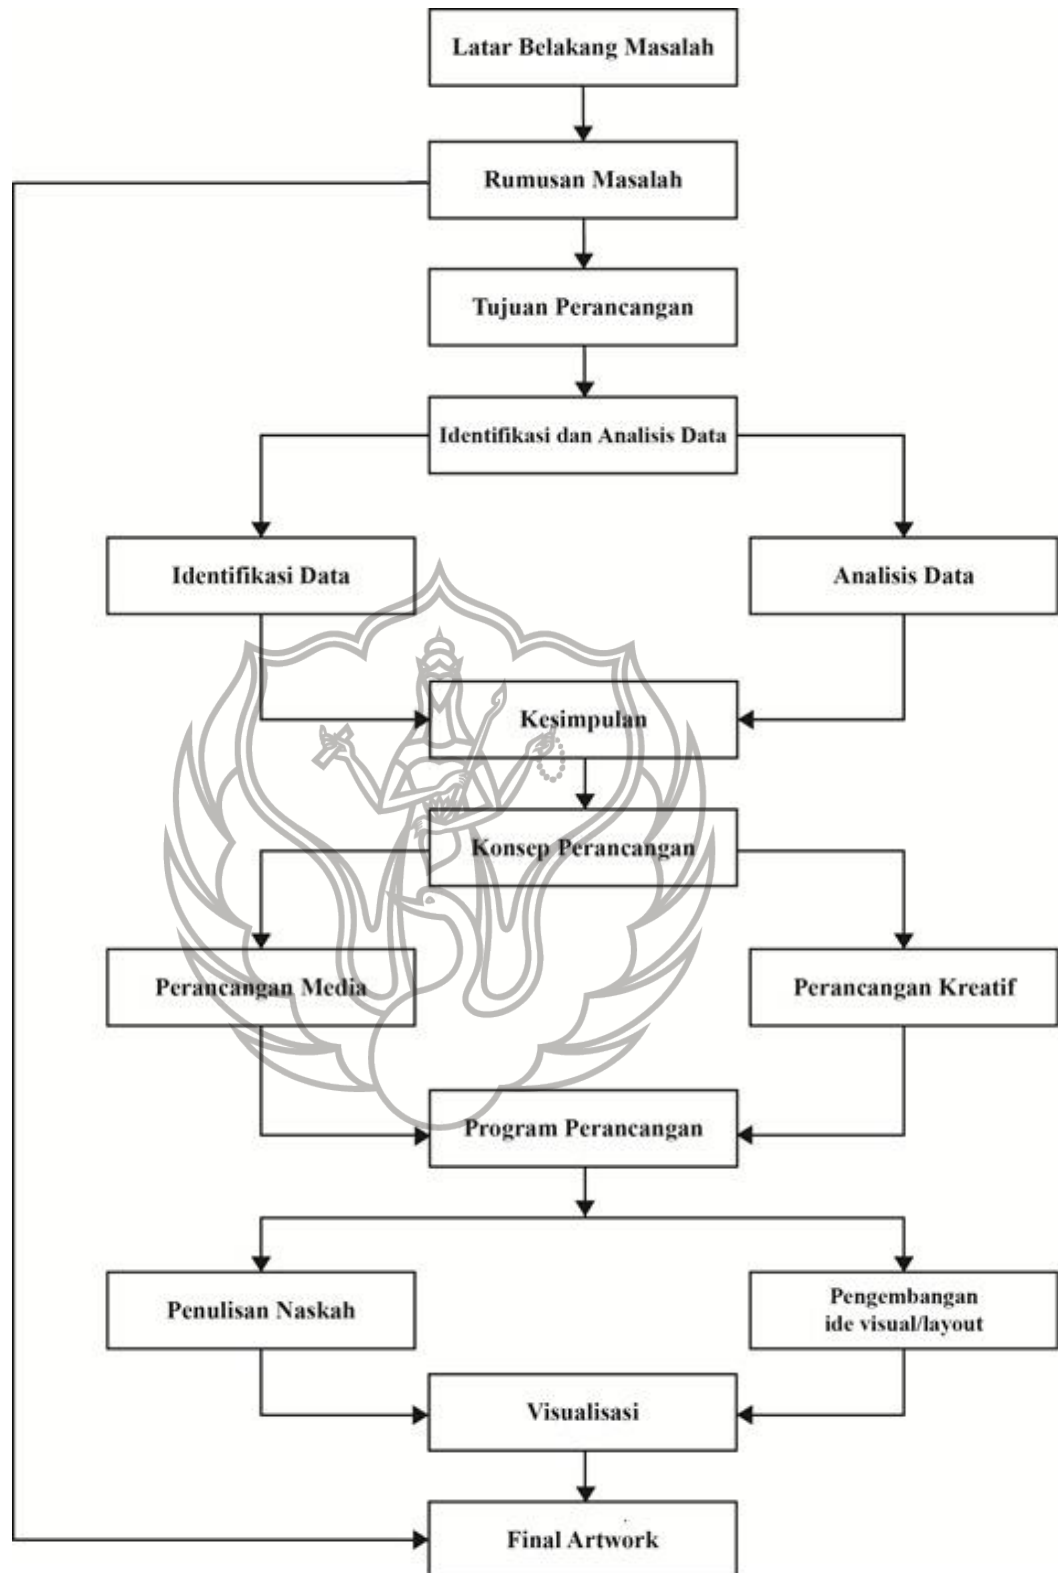 Latar Belakang Masalah
Rumusan Masalah
Tujuan Perancangan
Identifikasi dan Analisis Data
Identifikasi Data
Analisis Data
Kesimpulan
Konsep Perancangan
Perancangan Media
Perancangan Kreatif
Program Perancangan
Penulisan Naskah
Pengembangan
ide visual/layout
Visualisasi
Final Artwork